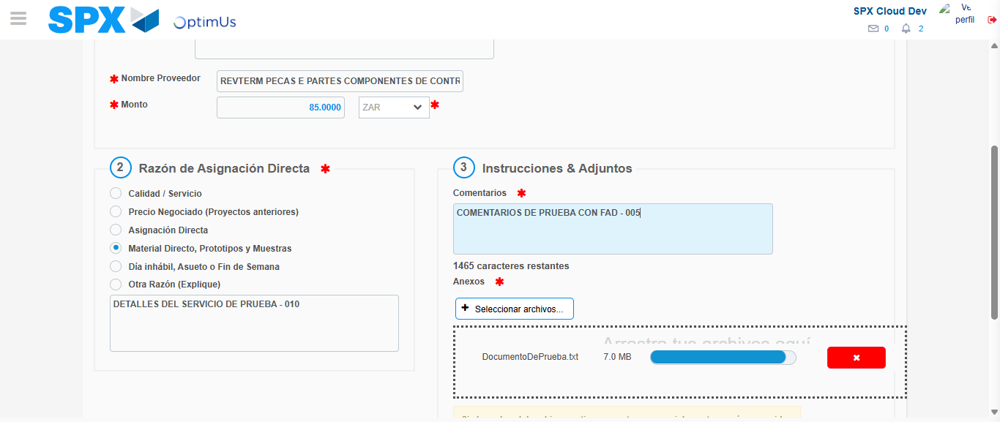 SPX OptimUs
SPX Cloud Dev
Ve
perfil
0 2
Nombre Proveedor
REVTERM PECAS E PARTES COMPONENTES DE CONTR
Monto
85.0000
ZAR
2 Razón de Asignación Directa
Calidad / Servicio
Precio Negociado (Proyectos anteriores)
Asignación Directa
Material Directo, Prototipos y Muestras
Día inhábil, Asueto o Fin de Semana
Otra Razón (Explique)
DETALLES DEL SERVICIO DE PRUEBA - 010
3 Instrucciones & Adjuntos
Comentarios
COMENTARIOS DE PRUEBA CON FAD - 005
1465 caracteres restantes
Anexos
Seleccionar archivos...
Arrastra tus archivos aquí
DocumentoDePrueba.txt 7.0 MB